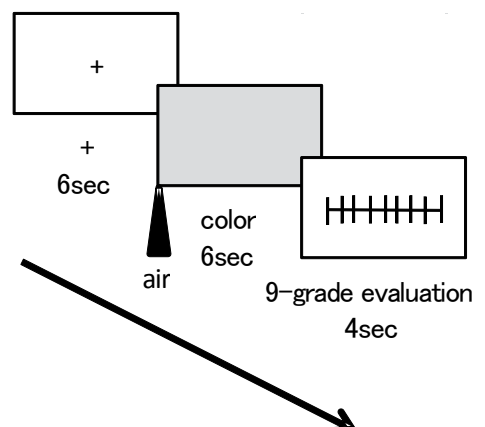 +
+
6sec
color
6sec
air
9-grade evaluation
4sec